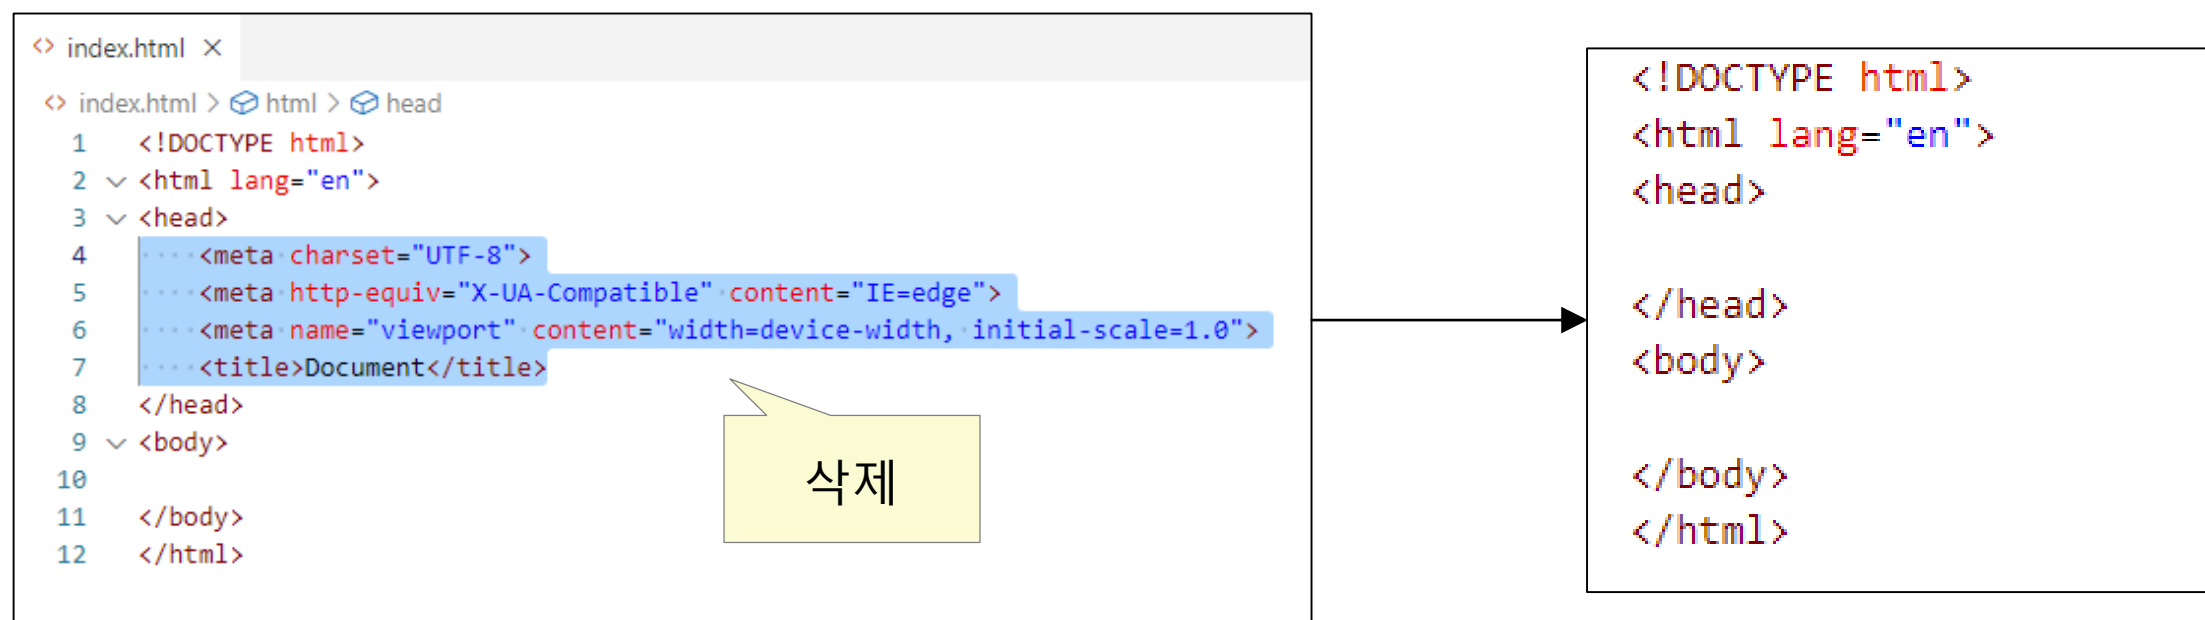 index.html
index.html > html > head
1 <!DOCTYPE html>
2 <html lang="en">
3 <head>
4 <meta charset="UTF-8">
5 <meta http-equiv="X-UA-Compatible" content="IE=edge">
6 <meta name="viewport" content="width=device-width, initial-scale=1.0">
7 <title>Document</title>
8 </head>
9 <body>
10
11 </body>
12 </html>
삭제
<!DOCTYPE html>
<html lang="en">
<head>
</head>
<body>
</body>
</html>